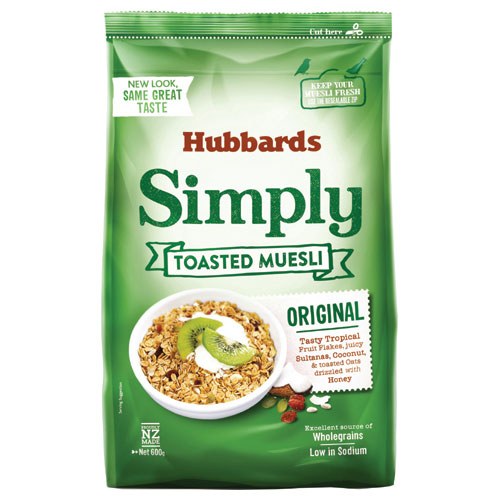 Cut here
NEW LOOK,
SAME GREAT
TASTE
KEEP YOUR
MUESLI FRESH
USE THE RESEALABLE ZIP
Hubbards
Simply
TOASTED MUESLI
ORIGINAL
Tasty Tropical
Fruit Flakes, juicy
Sultanas, Coconut,
& toasted Oats
drizzled with
Honey
Serving Suggestion
PROUDLY
NZ
MADE
Net 600g
Excellent source of
Wholegrains
Low in Sodium